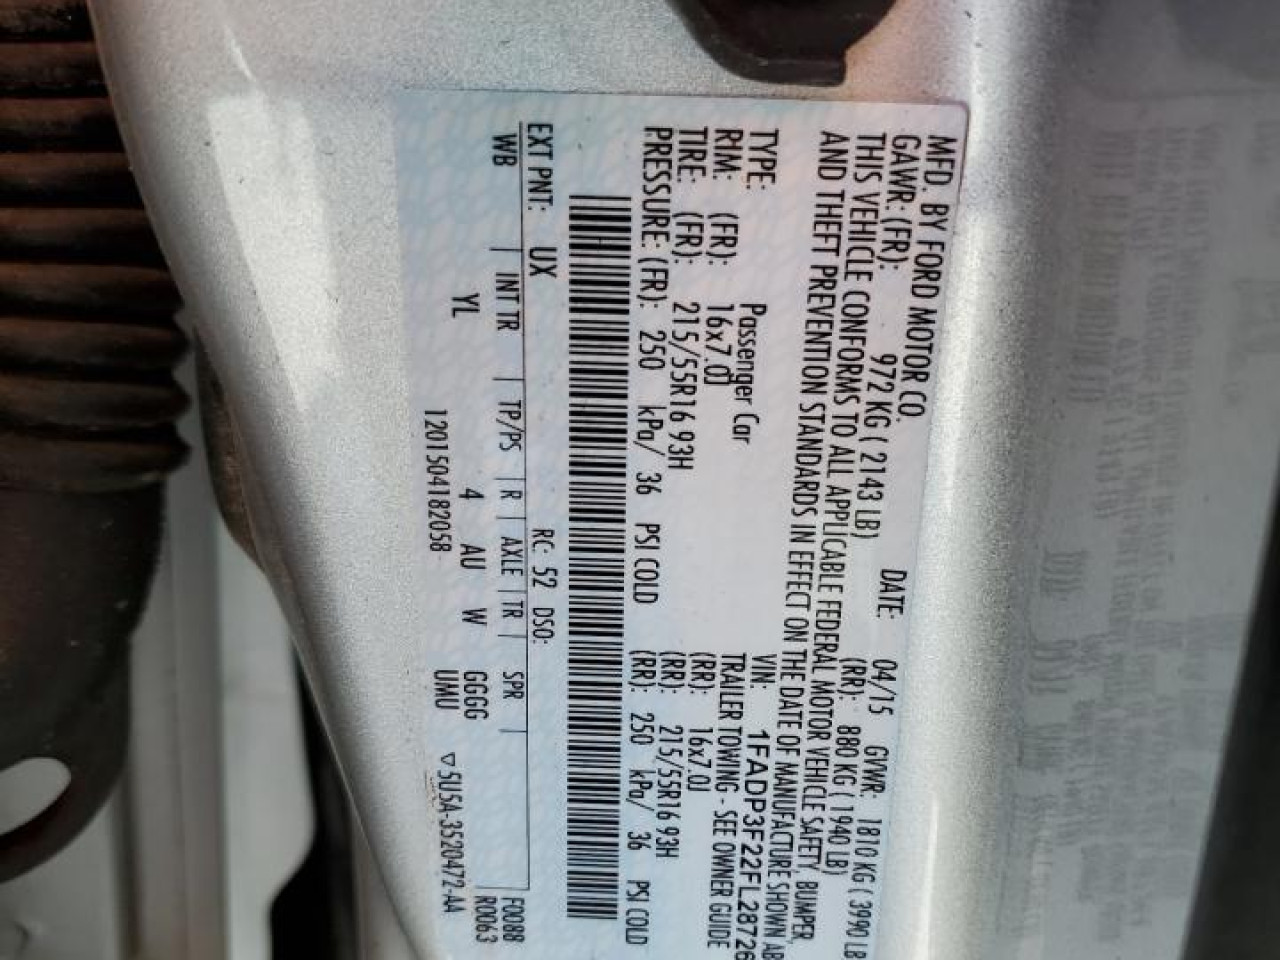 MFD. BY FORD MOTOR CO.
DATE: 04/15 GVWR: 1810 KG ( 3990 LB
GAWR: (FR): 972 KG ( 2143 LB) (RR): 880 KG ( 1940 LB)
THIS VEHICLE CONFORMS TO ALL APPLICABLE FEDERAL MOTOR VEHICLE SAFETY, BUMPER,
AND THEFT PREVENTION STANDARDS IN EFFECT ON THE DATE OF MANUFACTURE SHOWN AB
VIN: 1FADP3F22FL28726
TYPE: Passenger Car TRAILER TOWING - SEE OWNER GUIDE
RIM: (FR): 16x7.0J (RR): 16x7.0J
TIRE: (FR): 215/55R16 93H (RR): 215/55R16 93H
PRESSURE: (FR): 250 kPa/ 36 PSI COLD (RR): 250 kPa/ 36 PSI COLD
EXT PNT: UX RC: 52 DSO: F0088
WB | INT TR | TP/PS | R | AXLE | TR | SPR | R0063
YL 4 AU W GGGG
120150418205​8 UMU ▽5U5A-3520472-AA